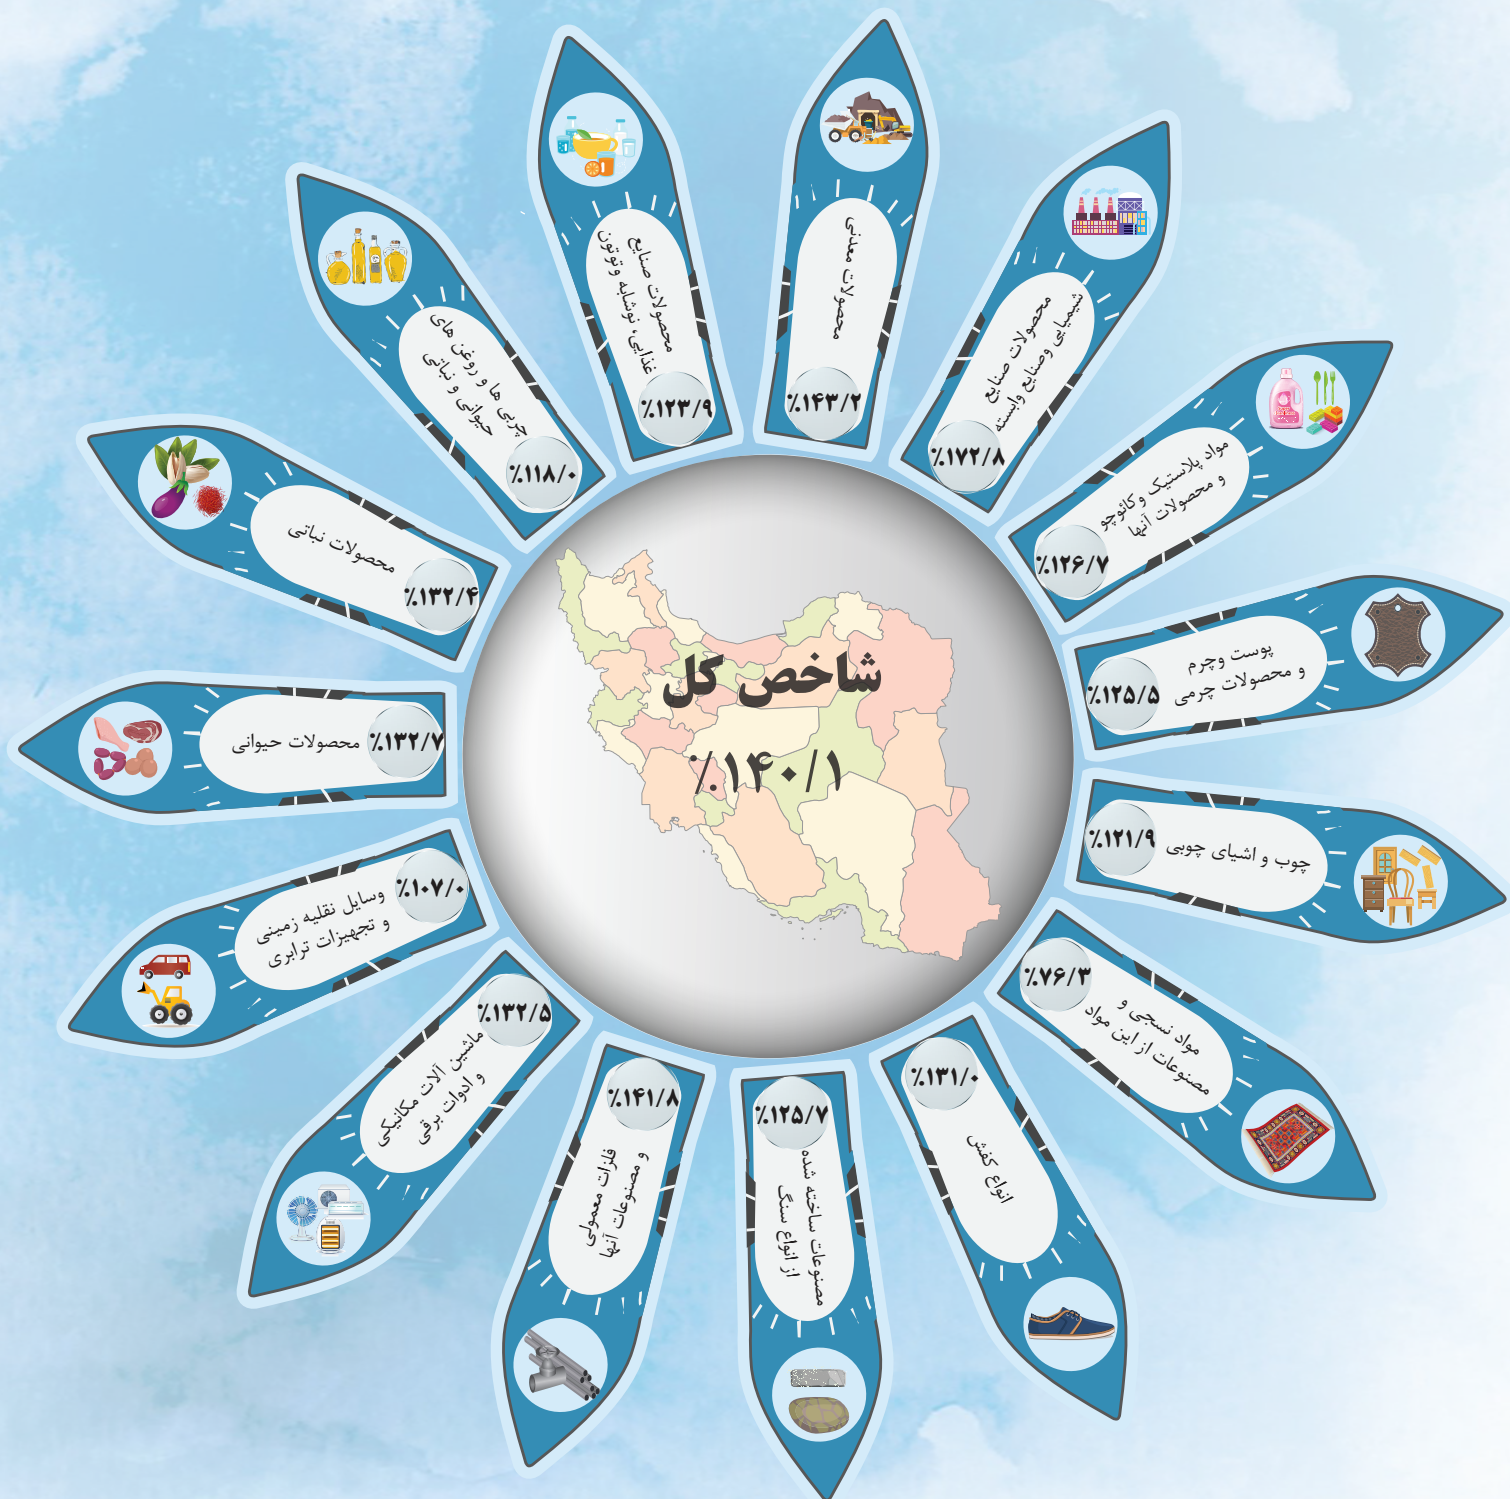 شاخص کل
٪۱۴۰/۱
محصولات معدنی
٪۱۴۳/۲
محصولات صنایع
شیمیایی وصنایع وابسته
٪۱۷۲/۸
مواد پلاستیک وکائوچو
و محصولات آنها
٪۱۲۶/۷
پوست وچرم
و محصولات چرمی
٪۱۲۵/۵
چوب و اشیای چوبی
٪۱۲۱/۹
مواد نسجی و
مصنوعات از این مواد
٪۷۶/۳
انواع کفش
٪۱۳۱/۰
مصنوعات ساخته شده
از انواع سنگ
٪۱۲۵/۷
فلزات معمولی
و مصنوعات آنها
٪۱۴۱/۸
ماشین آلات مکانیکی
و ادوات برقی
٪۱۳۲/۵
وسایل نقلیه زمینی
و تجهیزات ترابری
٪۱۰۷/۰
محصولات حیوانی
٪۱۳۲/۷
محصولات نباتی
٪۱۳۲/۴
چربی ها و روغن های
حیوانی و نباتی
٪۱۱۸/۰
محصولات صنایع
غذایی، نوشابه وتوتون
٪۱۲۳/۹